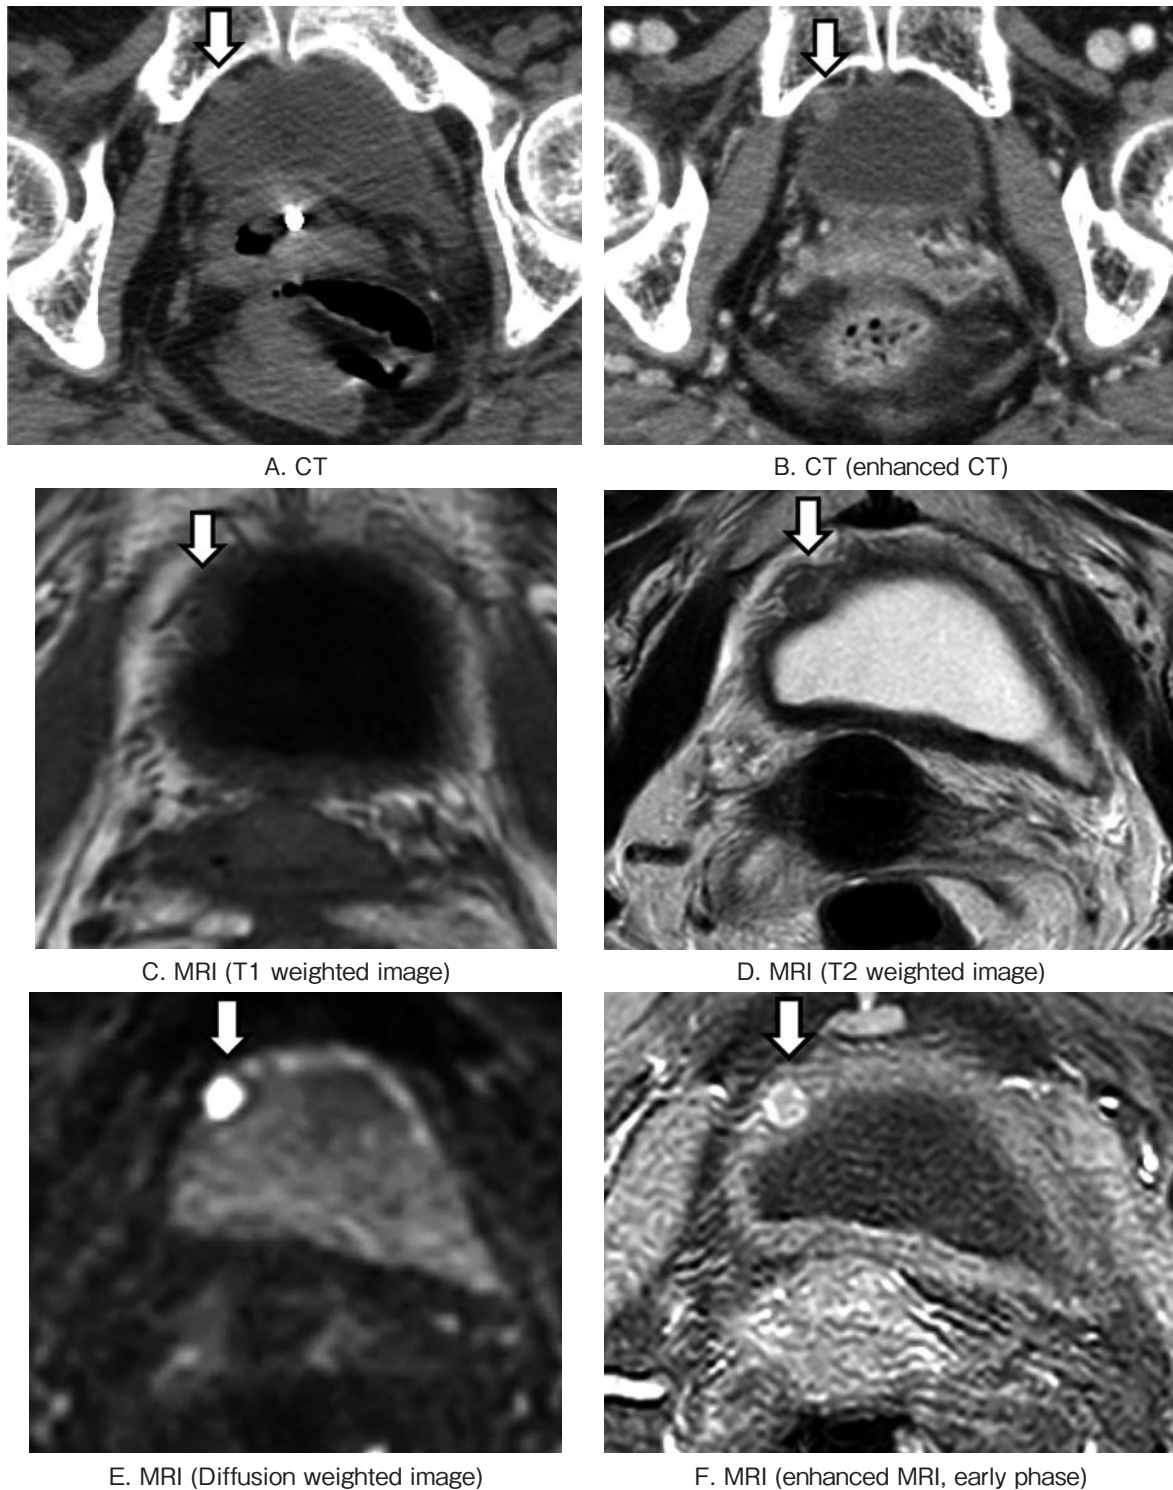 A. CT
B. CT (enhanced CT)
C. MRI (T1 weighted image)
D. MRI (T2 weighted image)
E. MRI (Diffusion weighted image)
F. MRI (enhanced MRI, early phase)